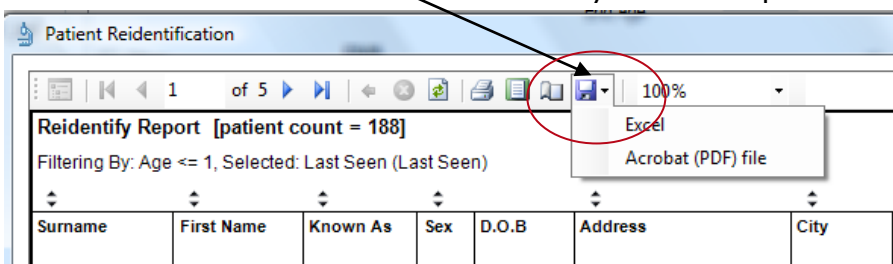 Patient Reidentification
1 of 5 100%
Reidentify Report [patient count = 188]
Excel
Filtering By: Age <= 1, Selected: Last Seen (Last Seen)
Acrobat (PDF) file
Surname First Name Known As Sex D.O.B Address City